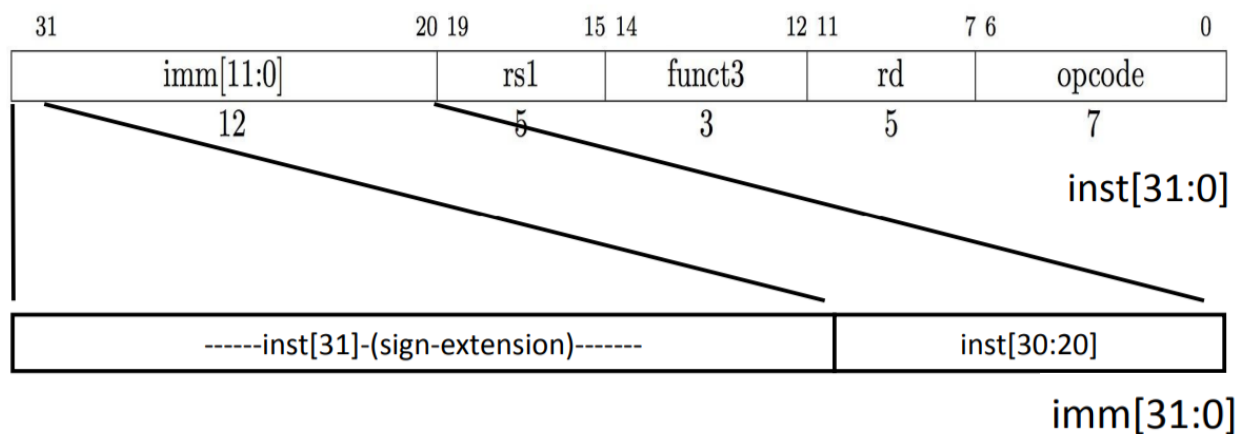 31 20 19 15 14 12 11 7 6 0
imm[11:0] rs1 funct3 rd opcode
12 5 3 5 7
inst[31:0]
------inst[31]-(sign-extension)------- inst[30:20]
imm[31:0]